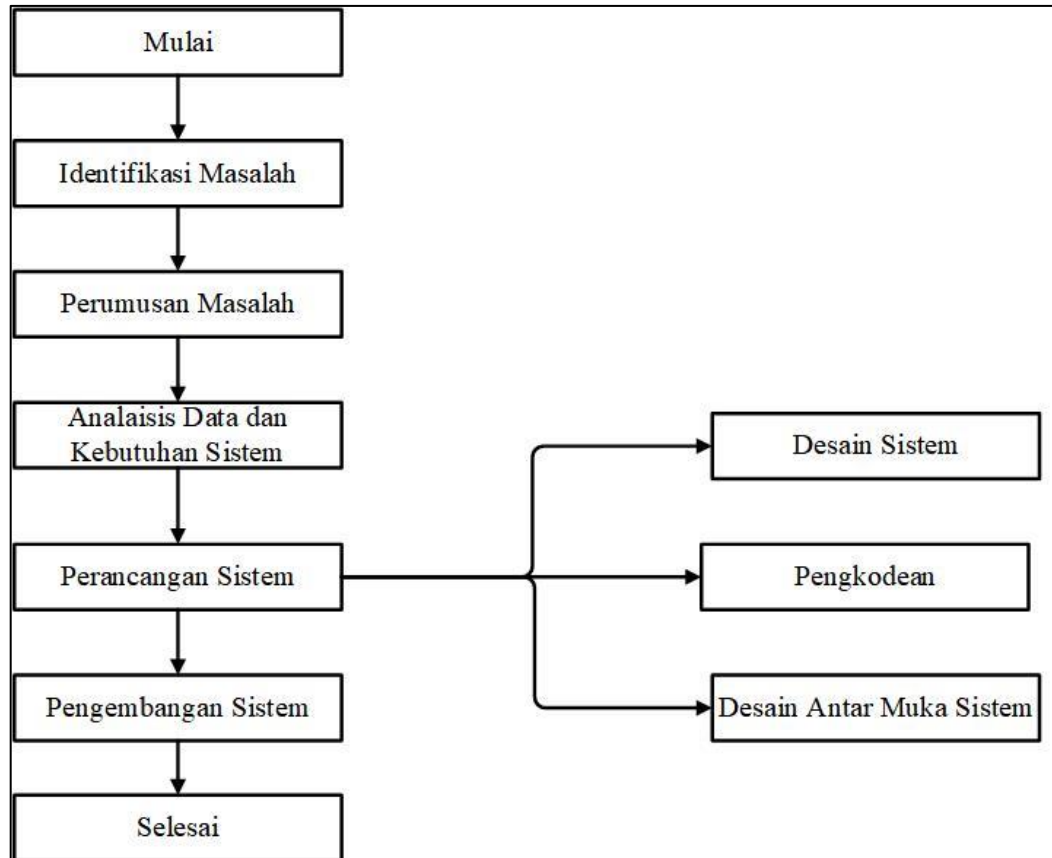 Mulai
Identifikasi Masalah
Perumusan Masalah
Analaisis Data dan
Kebutuhan Sistem
Perancangan Sistem
Pengembangan Sistem
Selesai
Desain Sistem
Pengkodean
Desain Antar Muka Sistem